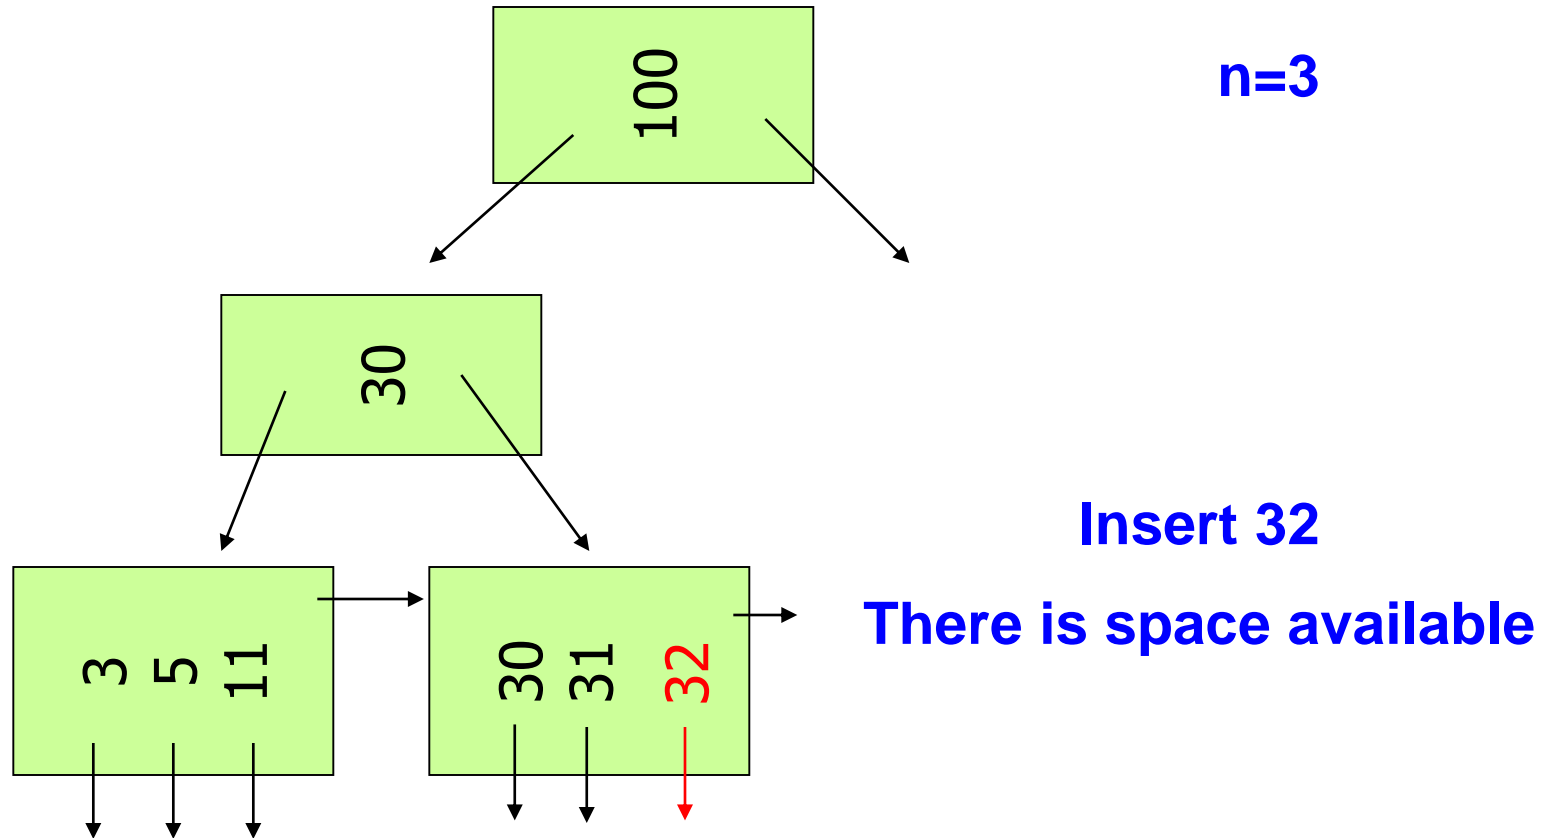 100
n=3
30
Insert 32
There is space available
3 5 11
30 31 32